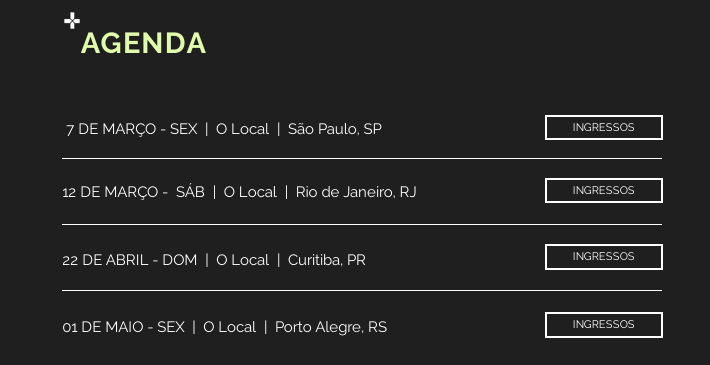 AGENDA
7 DE MARÇO - SEX | O Local | São Paulo, SP INGRESSOS
12 DE MARÇO - SÁB | O Local | Rio de Janeiro, RJ INGRESSOS
22 DE ABRIL - DOM | O Local | Curitiba, PR INGRESSOS
01 DE MAIO - SEX | O Local | Porto Alegre, RS INGRESSOS